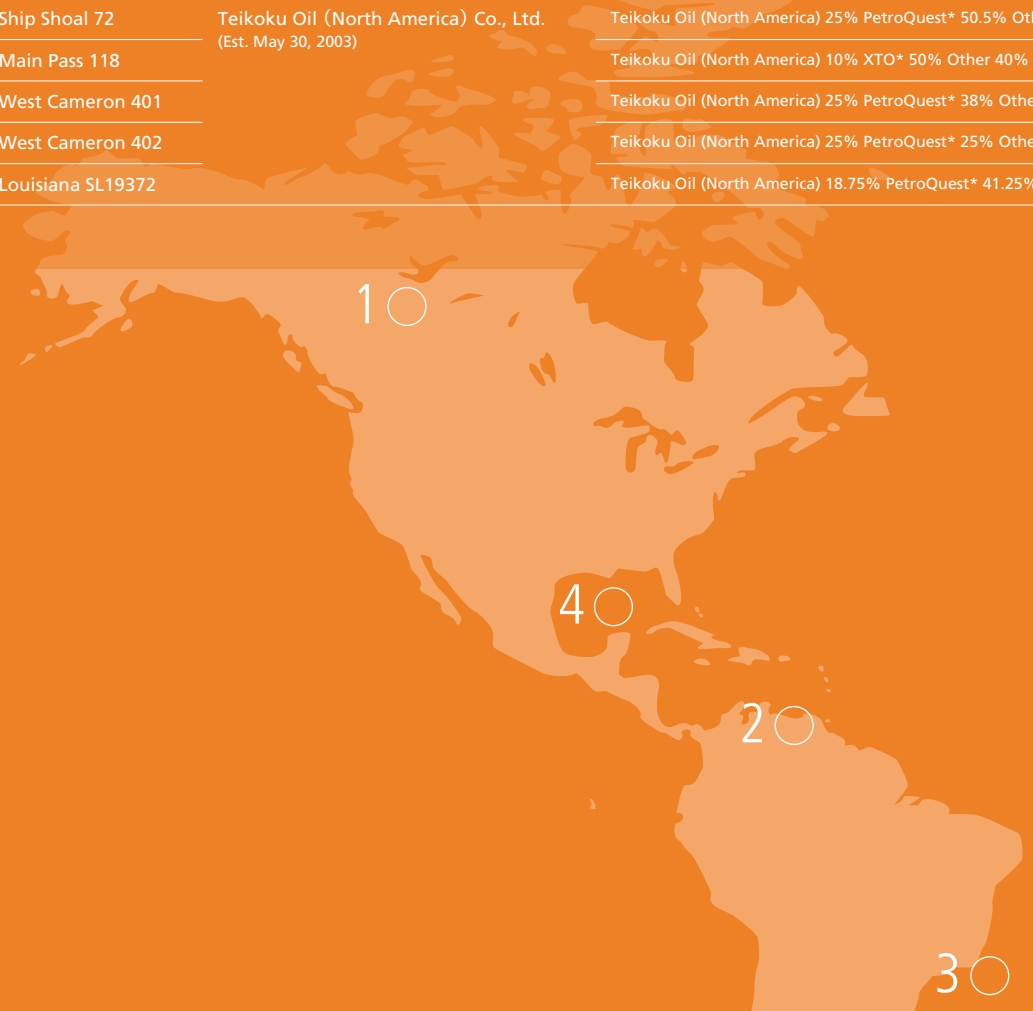 Ship Shoal 72
Teikoku Oil (North America) Co., Ltd.
(Est. May 30, 2003)
Teikoku Oil (North America) 25% PetroQuest* 50.5%
Main Pass 118
Teikoku Oil (North America) 10% XTO* 50% Other 40%
West Cameron 401
Teikoku Oil (North America) 25% PetroQuest* 38% Othe
West Cameron 402
Teikoku Oil (North America) 25% PetroQuest* 25% Othe
Louisiana SL19372
Teikoku Oil (North America) 18.75% PetroQuest* 41.25%
1
4
2
3